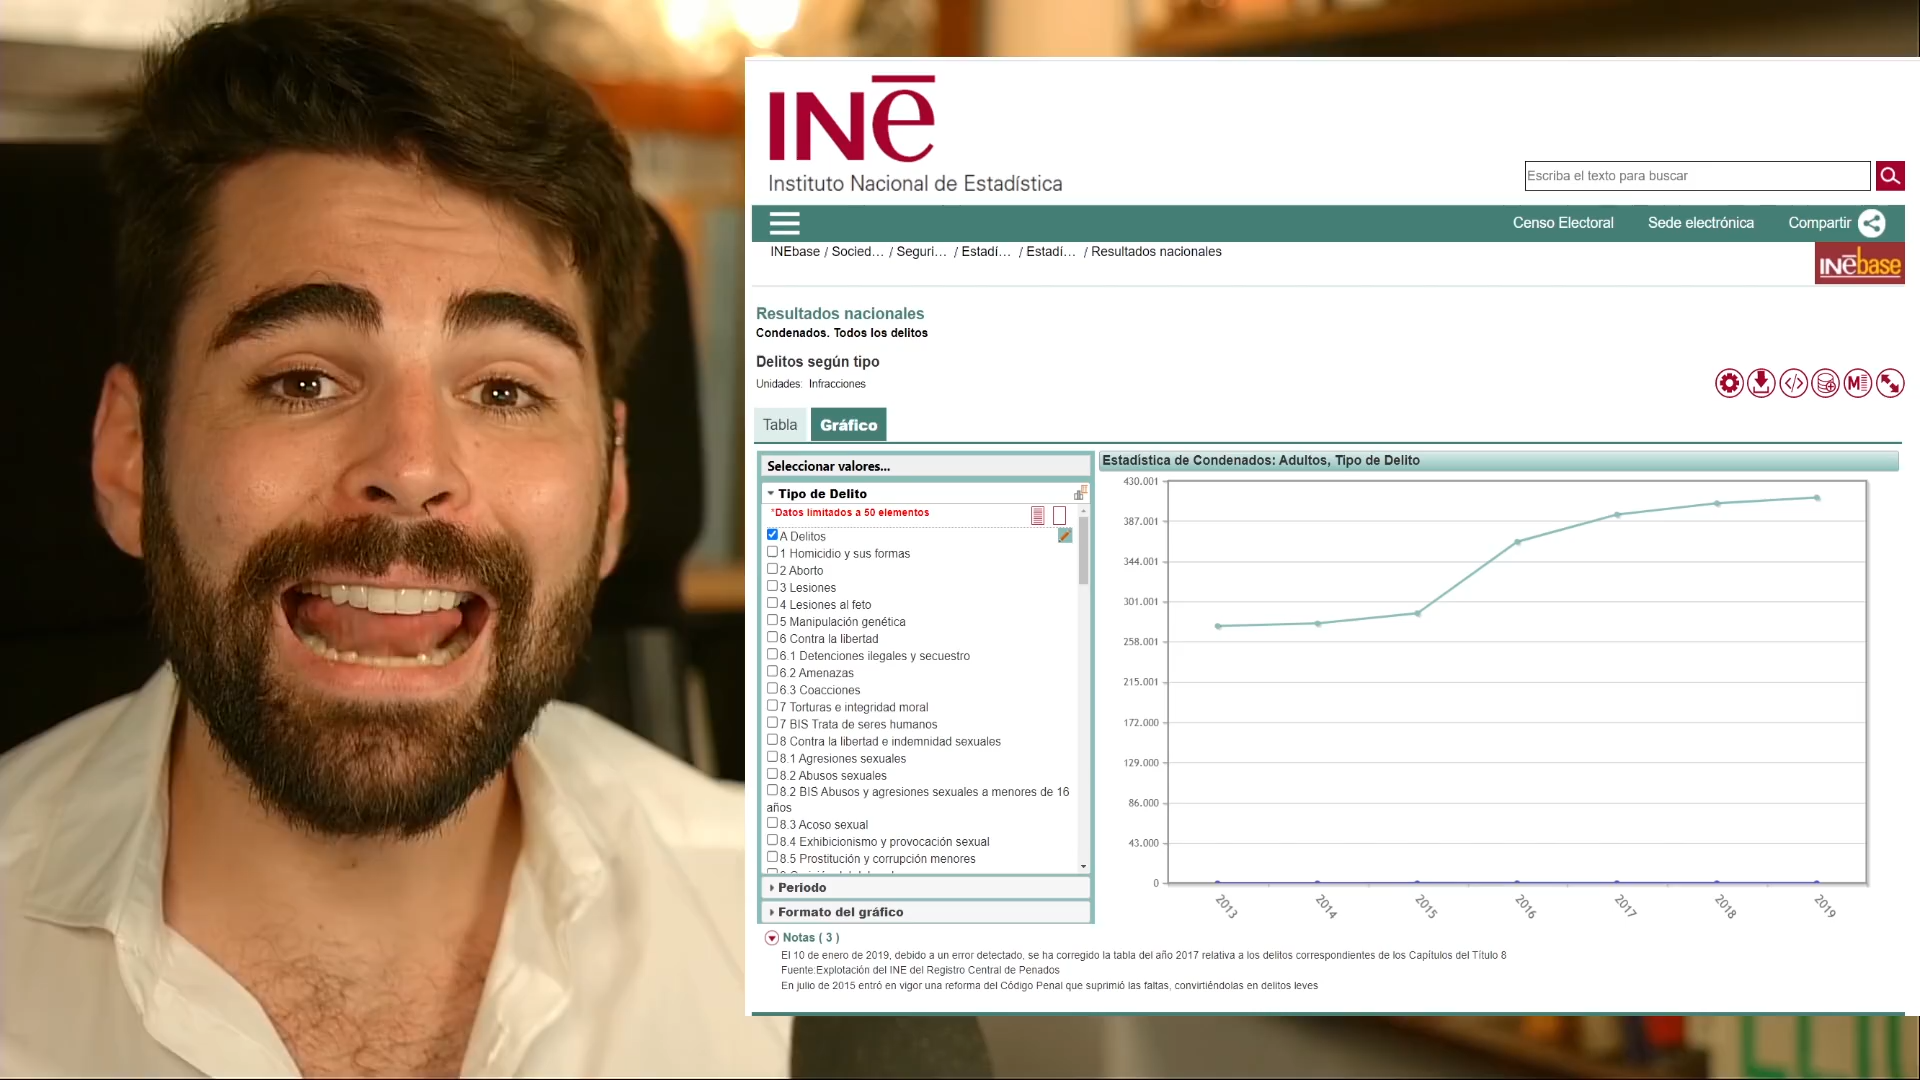 INe
Instituto Nacional de Estadística
Escriba el texto para buscar
Censo Electoral Sede electrónica Compartir
INEbase / Socied... / Seguri... / Estadí... / Estadí... / Resultados nacionales
INebase
Resultados nacionales
Condenados. Todos los delitos
Delitos según tipo
Unidades: Infracciones
Tabla Gráfico
Seleccionar valores...
Tipo de Delito
*Datos limitados a 50 elementos
A Delitos
1 Homicidio y sus formas
2 Aborto
3 Lesiones
4 Lesiones al feto
5 Manipulación genética
6 Contra la libertad
6.1 Detenciones ilegales y secuestro
6.2 Amenazas
6.3 Coacciones
7 Torturas e integridad moral
7 BIS Trata de seres humanos
8 Contra la libertad e indemnidad sexuales
8.1 Agresiones sexuales
8.2 Abusos sexuales
8.2 BIS Abusos y agresiones sexuales a menores de 16
años
8.3 Acoso sexual
8.4 Exhibicionismo y provocación sexual
8.5 Prostitución y corrupción menores
Periodo
Formato del gráfico
Estadística de Condenados: Adultos, Tipo de Delito
430.001
387.001
344.001
301.001
258.001
215.001
172.000
129.000
86.000
43.000
0
2013 2014 2015 2016 2017 2018 2019
Notas ( 3 )
El 10 de enero de 2019, debido a un error detectado, se ha corregido la tabla del año 2017 relativa a los delitos correspondientes de los Capítulos del Título 8
Fuente:Explotación del INE del Registro Central de Penados
En julio de 2015 entró en vigor una reforma del Código Penal que suprimió las faltas, convirtiéndolas en delitos leves